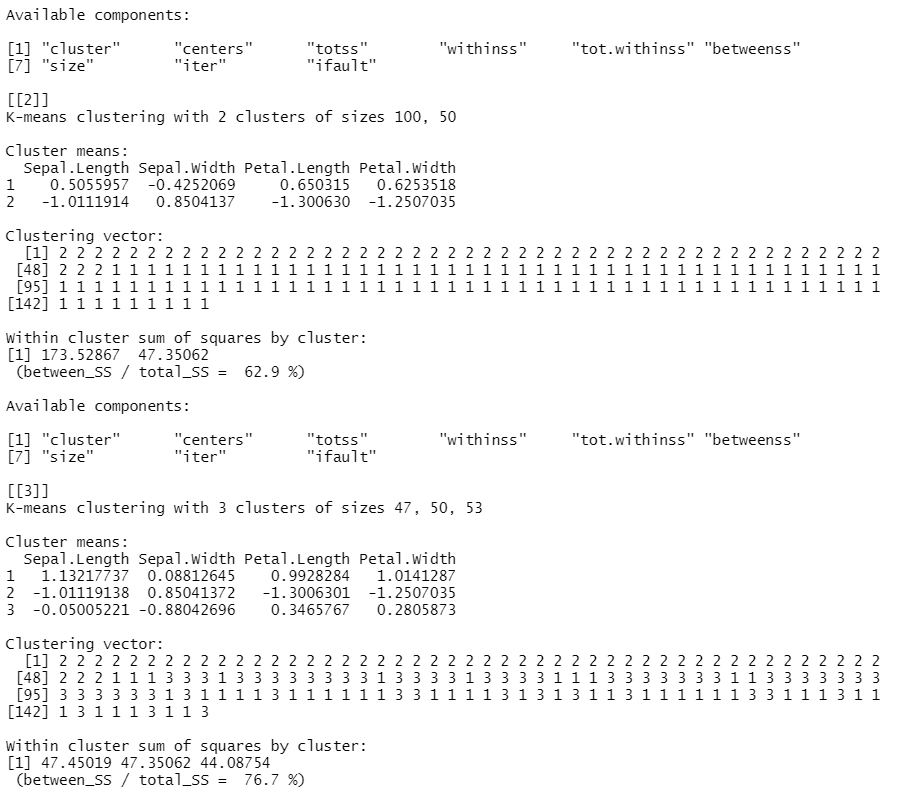 Available components:
[1] "cluster" "centers" "totss" "withinss" "tot.withinss" "betweenss"
[7] "size" "iter" "ifault"
[[2]]
K-means clustering with 2 clusters of sizes 100, 50
Cluster means:
Sepal.Length Sepal.Width Petal.Length Petal.Width
1 0.5055957 -0.4252069 0.650315 0.6253518
2 -1.0111914 0.8504137 -1.300630 -1.2507035
Clustering vector:
[1] 2 2 2 2 2 2 2 2 2 2 2 2 2 2 2 2 2 2 2 2 2 2 2 2 2 2 2 2 2 2 2 2 2 2 2 2 2 2 2 2 2 2 2 2 2 2 2
[48] 2 2 2 1 1 1 1 1 1 1 1 1 1 1 1 1 1 1 1 1 1 1 1 1 1 1 1 1 1 1 1 1 1 1 1 1 1 1 1 1 1 1 1 1 1 1 1
[95] 1 1 1 1 1 1 1 1 1 1 1 1 1 1 1 1 1 1 1 1 1 1 1 1 1 1 1 1 1 1 1 1 1 1 1 1 1 1 1 1 1 1 1 1 1 1 1
[142] 1 1 1 1 1 1 1 1 1
Within cluster sum of squares by cluster:
[1] 173.52867 47.35062
(between_SS / total_SS = 62.9 %)
Available components:
[1] "cluster" "centers" "totss" "withinss" "tot.withinss" "betweenss"
[7] "size" "iter" "ifault"
[[3]]
K-means clustering with 3 clusters of sizes 47, 50, 53
Cluster means:
Sepal.Length Sepal.Width Petal.Length Petal.Width
1 1.13217737 0.08812645 0.9928284 1.0141287
2 -1.01119138 0.85041372 -1.3006301 -1.2507035
3 -0.05005221 -0.88042696 0.3465767 0.2805873
Clustering vector:
[1] 2 2 2 2 2 2 2 2 2 2 2 2 2 2 2 2 2 2 2 2 2 2 2 2 2 2 2 2 2 2 2 2 2 2 2 2 2 2 2 2 2 2 2 2 2 2 2
[48] 2 2 2 1 1 1 3 3 3 1 3 3 3 3 3 3 3 3 1 3 3 3 3 1 3 3 3 3 1 1 1 3 3 3 3 3 3 3 1 1 3 3 3 3 3 3 3
[95] 3 3 3 3 3 3 1 3 1 1 1 1 3 1 1 1 1 1 1 3 3 1 1 1 1 3 1 3 1 3 1 1 3 1 1 1 1 1 1 3 3 1 1 1 3 1 1
[142] 1 3 1 1 1 3 1 1 3
Within cluster sum of squares by cluster:
[1] 47.45019 47.35062 44.08754
(between_SS / total_SS = 76.7 %)